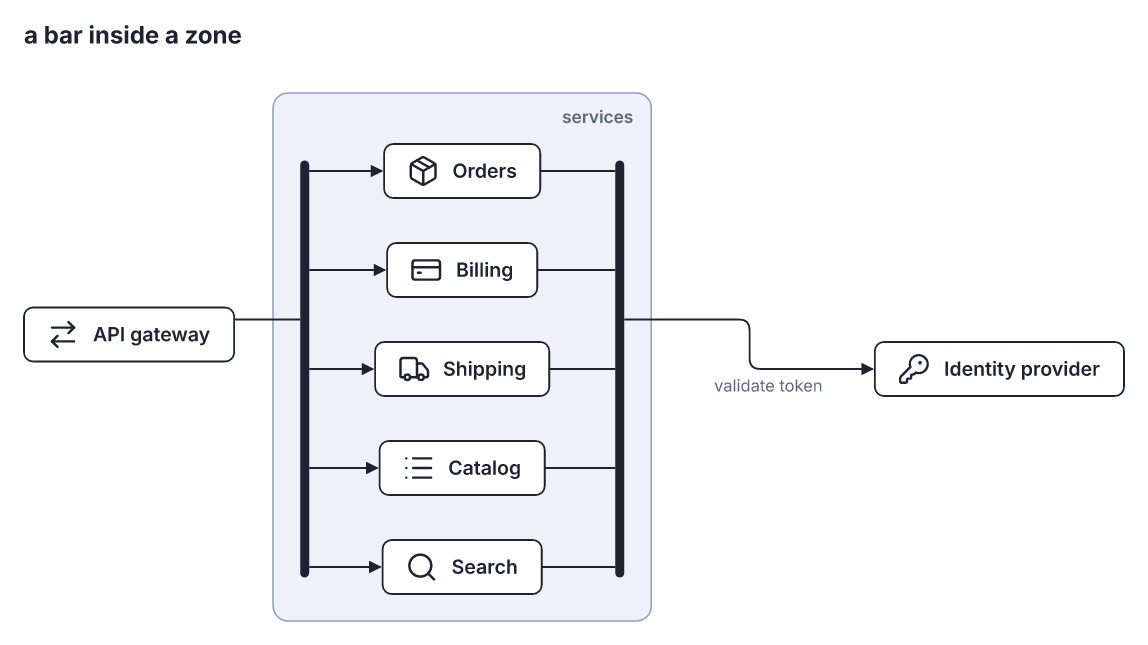 a bar inside a zone
services
Orders
Billing
API gateway
Shipping
Identity provider
validate token
Catalog
Search